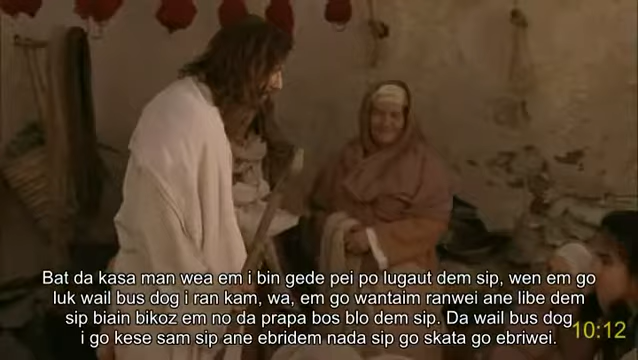 Bat da kasa man wea em i bin gede pei po lugaut dem sip, wen em go
luk wail bus dog i ran kam, wa, em go wantaim ranwei ane libe dem
sip biain bikoz em no da prapa bos blo dem sip. Da wail bus dog
i go kese sam sip ane ebridem nada sip go skata go ebriwei.
10:12